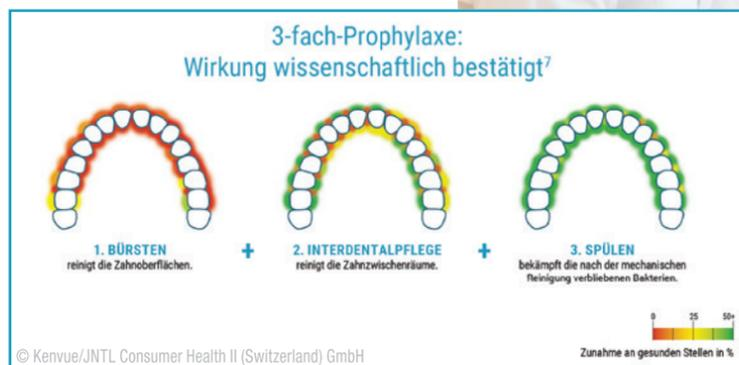 3-fach-Prophylaxe:
Wirkung wissenschaftlich bestätigt⁷
1. BÜRSTEN
reinigt die Zahnoberflächen.
+
2. INTERDENTALPFLEGE
reinigt die Zahnzwischenräume.
+
3. SPÜLEN
bekämpft die nach der mechanischen
Reinigung verbliebenen Bakterien.
0 25 50+
Zunahme an gesunden Stellen in %
© Kenvue/JNTL Consumer Health II (Switzerland) GmbH